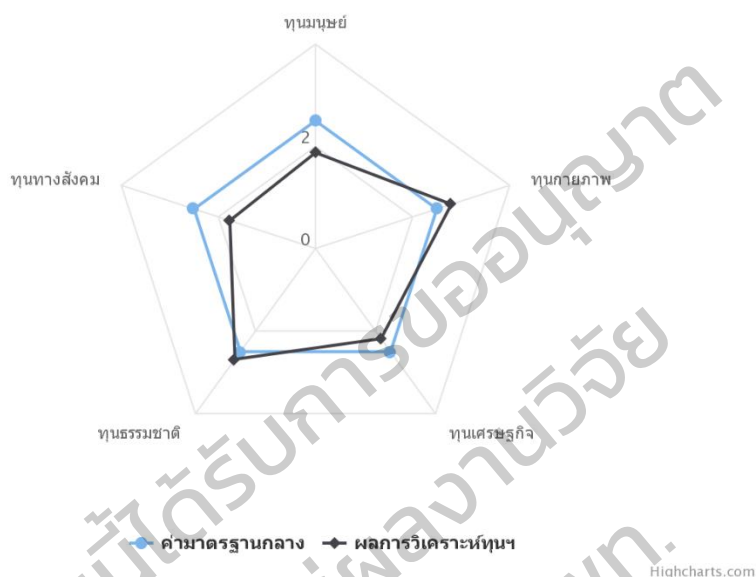 ทุนมนุษย์
2
ทุนทางสังคม
ทุนกายภาพ
0
ทุนธรรมชาติ
ทุนเศรษฐกิจ
ค่ามาตรฐานกลาง
ผลการวิเคราะห์ทุนฯ
Highcharts.com